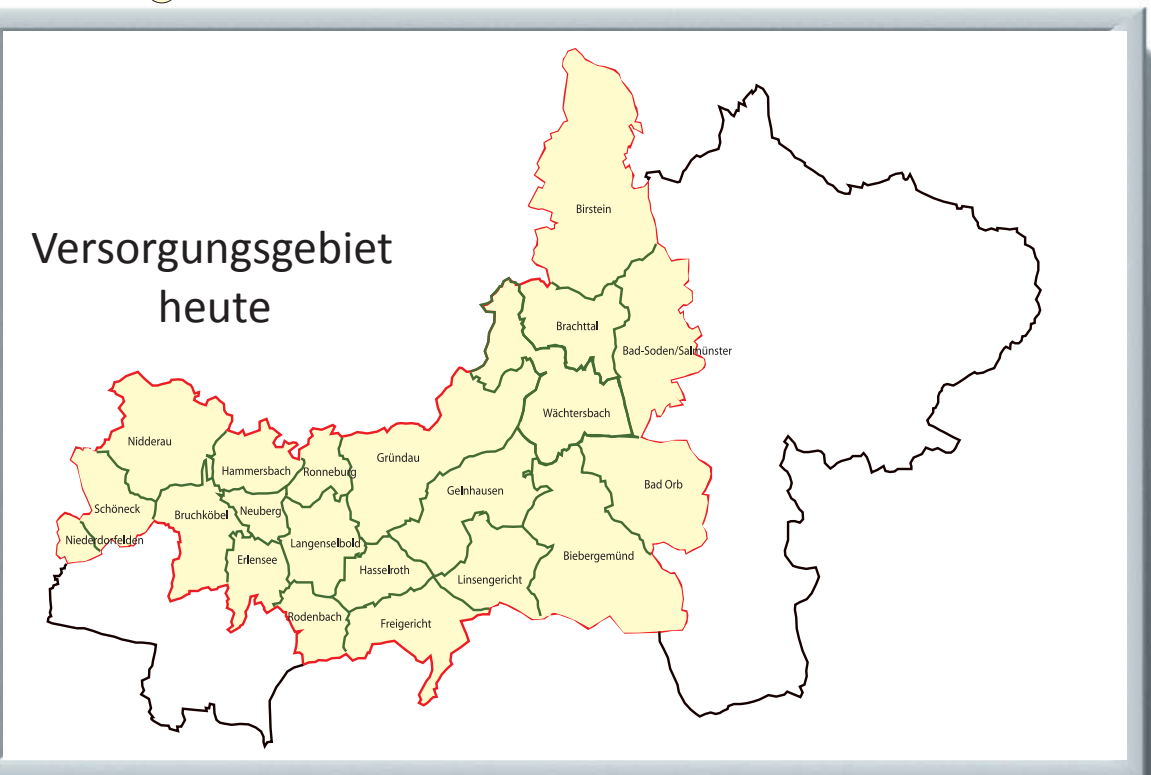 Versorgungsgebiet
heute
Birstein
Brachttal
Bad-Soden/Salmünster
Wächtersbach
Nidderau
Gründau
Hammersbach
Ronneburg
Bad Orb
Gelnhausen
Schöneck
Bruchköbel
Neuberg
Niederdorfelden
Langenselbold
Biebergemünd
Erlensee
Hasselroth
Linsengericht
Rodenbach
Freigericht